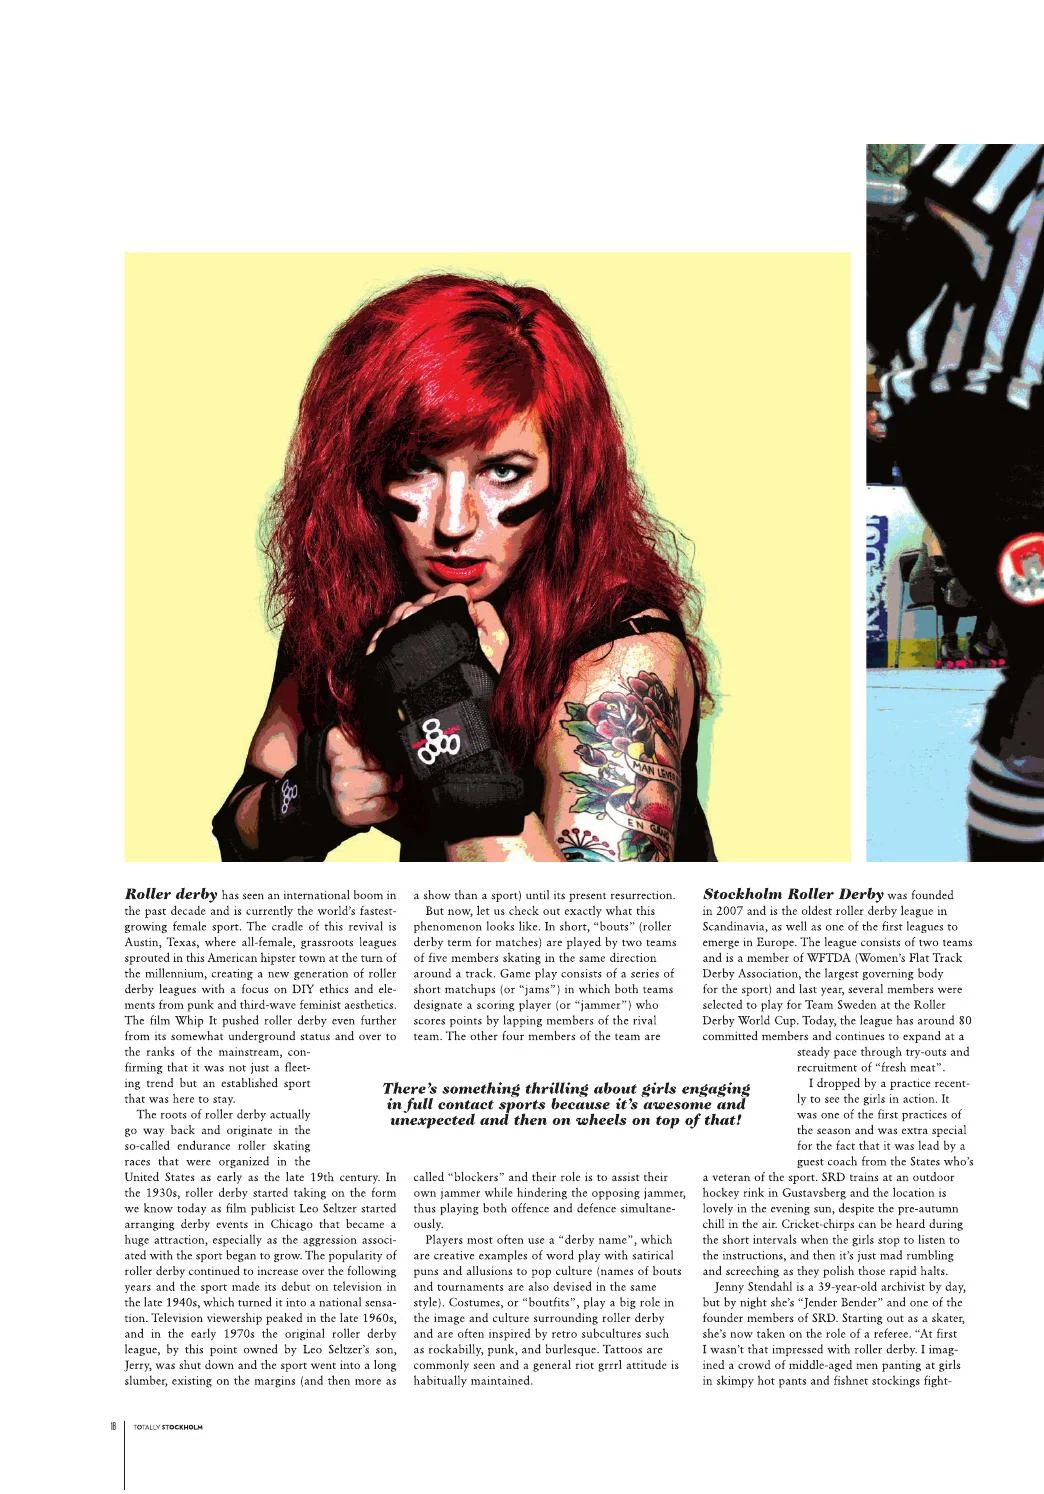 MAN LEVER
EN GÅNG
Roller derby has seen an international boom in
the past decade and is currently the world's fastest-
growing female sport. The cradle of this revival is
Austin, Texas, where all-female, grassroots leagues
sprouted in this American hipster town at the turn of
the millennium, creating a new generation of roller
derby leagues with a focus on DIY ethics and ele-
ments from punk and third-wave feminist aesthetics.
The film Whip It pushed roller derby even further
from its somewhat underground status and over to
the ranks of the mainstream, con-
firming that it was not just a fleet-
ing trend but an established sport
that was here to stay.
The roots of roller derby actually
go way back and originate in the
so-called endurance roller skating
races that were organized in the
United States as early as the late 19th century. In
the 1930s, roller derby started taking on the form
we know today as film publicist Leo Seltzer started
arranging derby events in Chicago that became a
huge attraction, especially as the aggression associ-
ated with the sport began to grow. The popularity of
roller derby continued to increase over the following
years and the sport made its debut on television in
the late 1940s, which turned it into a national sensa-
tion. Television viewership peaked in the late 1960s,
and in the early 1970s the original roller derby
league, by this point owned by Leo Seltzer's son,
Jerry, was shut down and the sport went into a long
slumber, existing on the margins (and then more as
a show than a sport) until its present resurrection.
But now, let us check out exactly what this
phenomenon looks like. In short, "bouts" (roller
derby term for matches) are played by two teams
of five members skating in the same direction
around a track. Game play consists of a series of
short matchups (or "jams") in which both teams
designate a scoring player (or "jammer") who
scores points by lapping members of the rival
team. The other four members of the team are
There's something thrilling about girls engaging
in full contact sports because it's awesome and
unexpected and then on wheels on top of that!
called "blockers" and their role is to assist their
own jammer while hindering the opposing jammer,
thus playing both offence and defence simultane-
ously.
Players most often use a "derby name", which
are creative examples of word play with satirical
puns and allusions to pop culture (names of bouts
and tournaments are also devised in the same
style). Costumes, or "boutfits", play a big role in
the image and culture surrounding roller derby
and are often inspired by retro subcultures such
as rockabilly, punk, and burlesque. Tattoos are
commonly seen and a general riot grrrl attitude is
habitually maintained.
Stockholm Roller Derby was founded
in 2007 and is the oldest roller derby league in
Scandinavia, as well as one of the first leagues to
emerge in Europe. The league consists of two teams
and is a member of WFTDA (Women's Flat Track
Derby Association, the largest governing body
for the sport) and last year, several members were
selected to play for Team Sweden at the Roller
Derby World Cup. Today, the league has around 80
committed members and continues to expand at a
steady pace through try-outs and
recruitment of "fresh meat".
I dropped by a practice recent-
ly to see the girls in action. It
was one of the first practices of
the season and was extra special
for the fact that it was lead by a
guest coach from the States who's
a veteran of the sport. SRD trains at an outdoor
hockey rink in Gustavsberg and the location is
lovely in the evening sun, despite the pre-autumn
chill in the air. Cricket-chirps can be heard during
the short intervals when the girls stop to listen to
the instructions, and then it's just mad rumbling
and screeching as they polish those rapid halts.
Jenny Stendahl is a 39-year-old archivist by day,
but by night she's "Jender Bender" and one of the
founder members of SRD. Starting out as a skater,
she's now taken on the role of a referee. "At first
I wasn't that impressed with roller derby. I imag-
ined a crowd of middle-aged men panting at girls
in skimpy hot pants and fishnet stockings fight-
18 TOTALLY STOCKHOLM